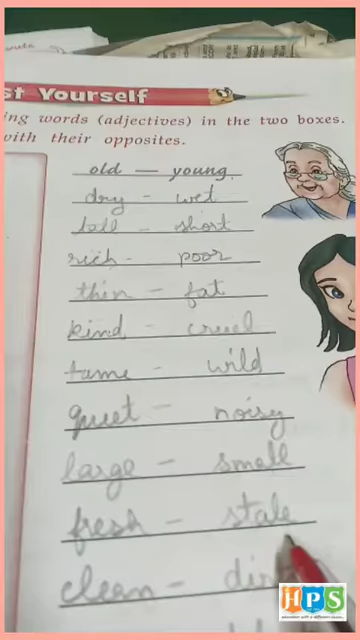 st Yourself
ing words (adjectives) in the two boxes.
with their opposites.
old — young
dry - wet
tall - short
rich - poor
thin - fat
kind - cruel
tame - wild
quiet - noisy
large - small
fresh - stale
clean - dir
HPS